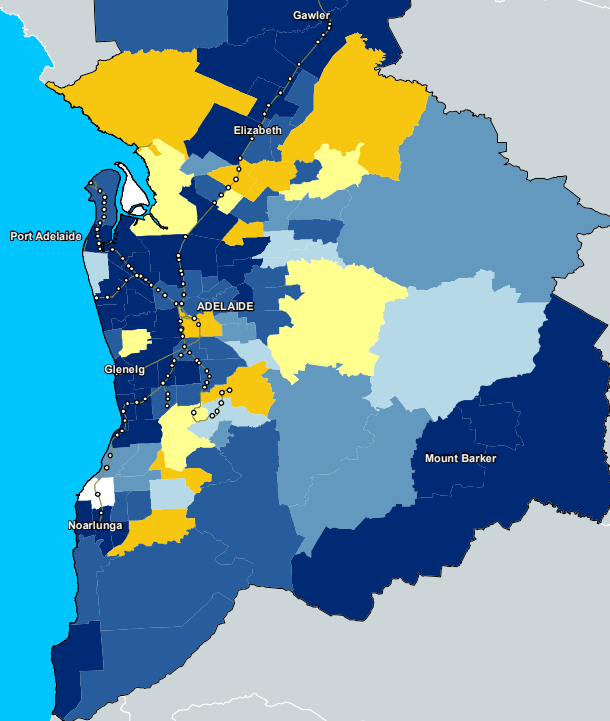 Gawler
Elizabeth
Port Adelaide
ADELAIDE
Glenelg
Mount Barker
Noarlunga